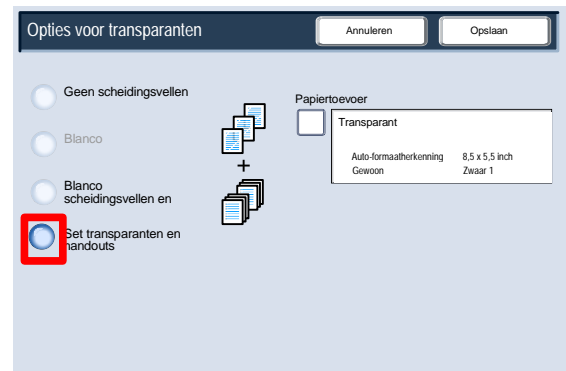 Opties voor transparanten
Annuleren
Opslaan
Geen scheidingsvellen
Blanco
Blanco
scheidingsvellen en
Set transparanten en
handouts
+
Papiertoevoer
Transparant
Auto-formaatherkenning 8,5 x 5,5 inch
Gewoon Zwaar 1